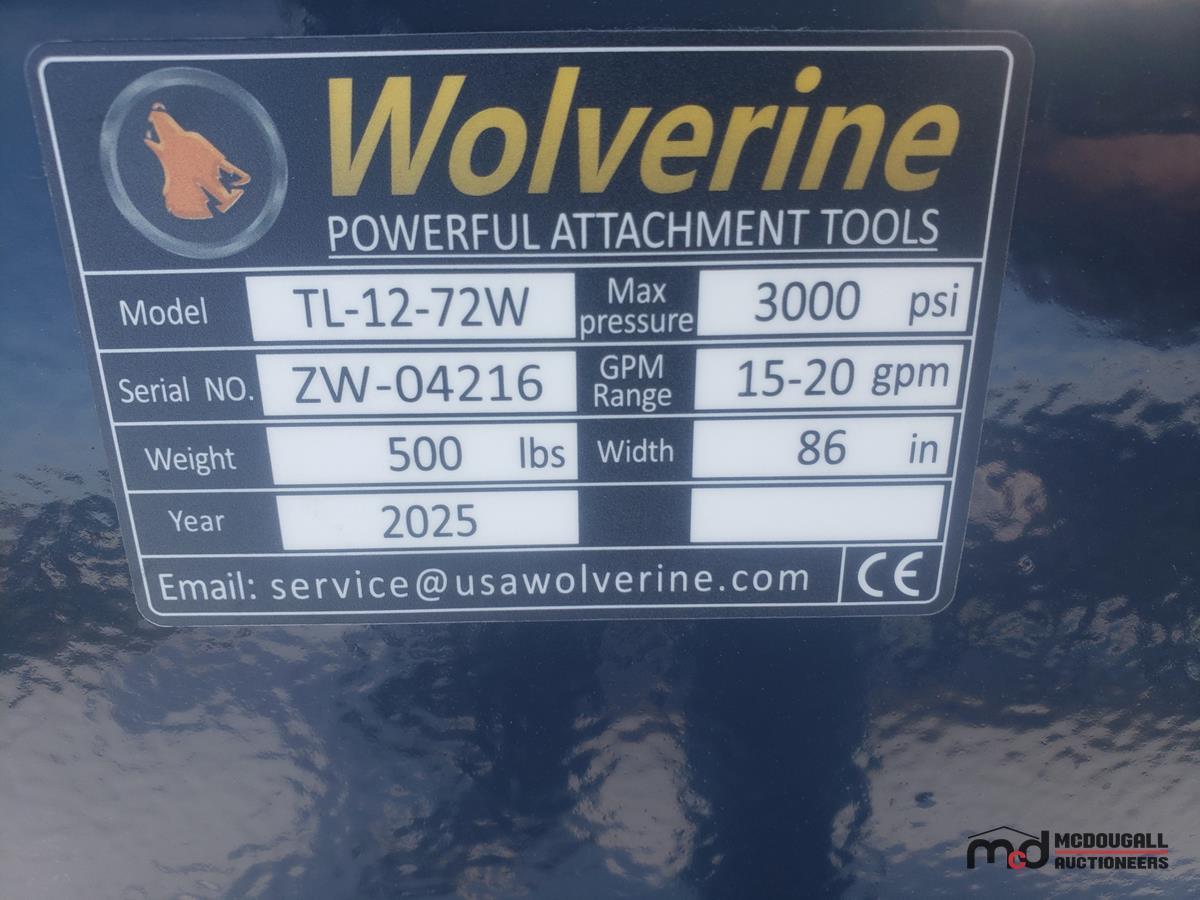 Wolverine
POWERFUL ATTACHMENT TOOLS
Model TL-12-72W Max pressure 3000 psi
Serial NO. ZW-04216 GPM Range 15-20 gpm
Weight 500 lbs Width 86 in
Year 2025
Email: service@usawolverine.com CE
mcd MCDOUGALL
AUCTIONEERS